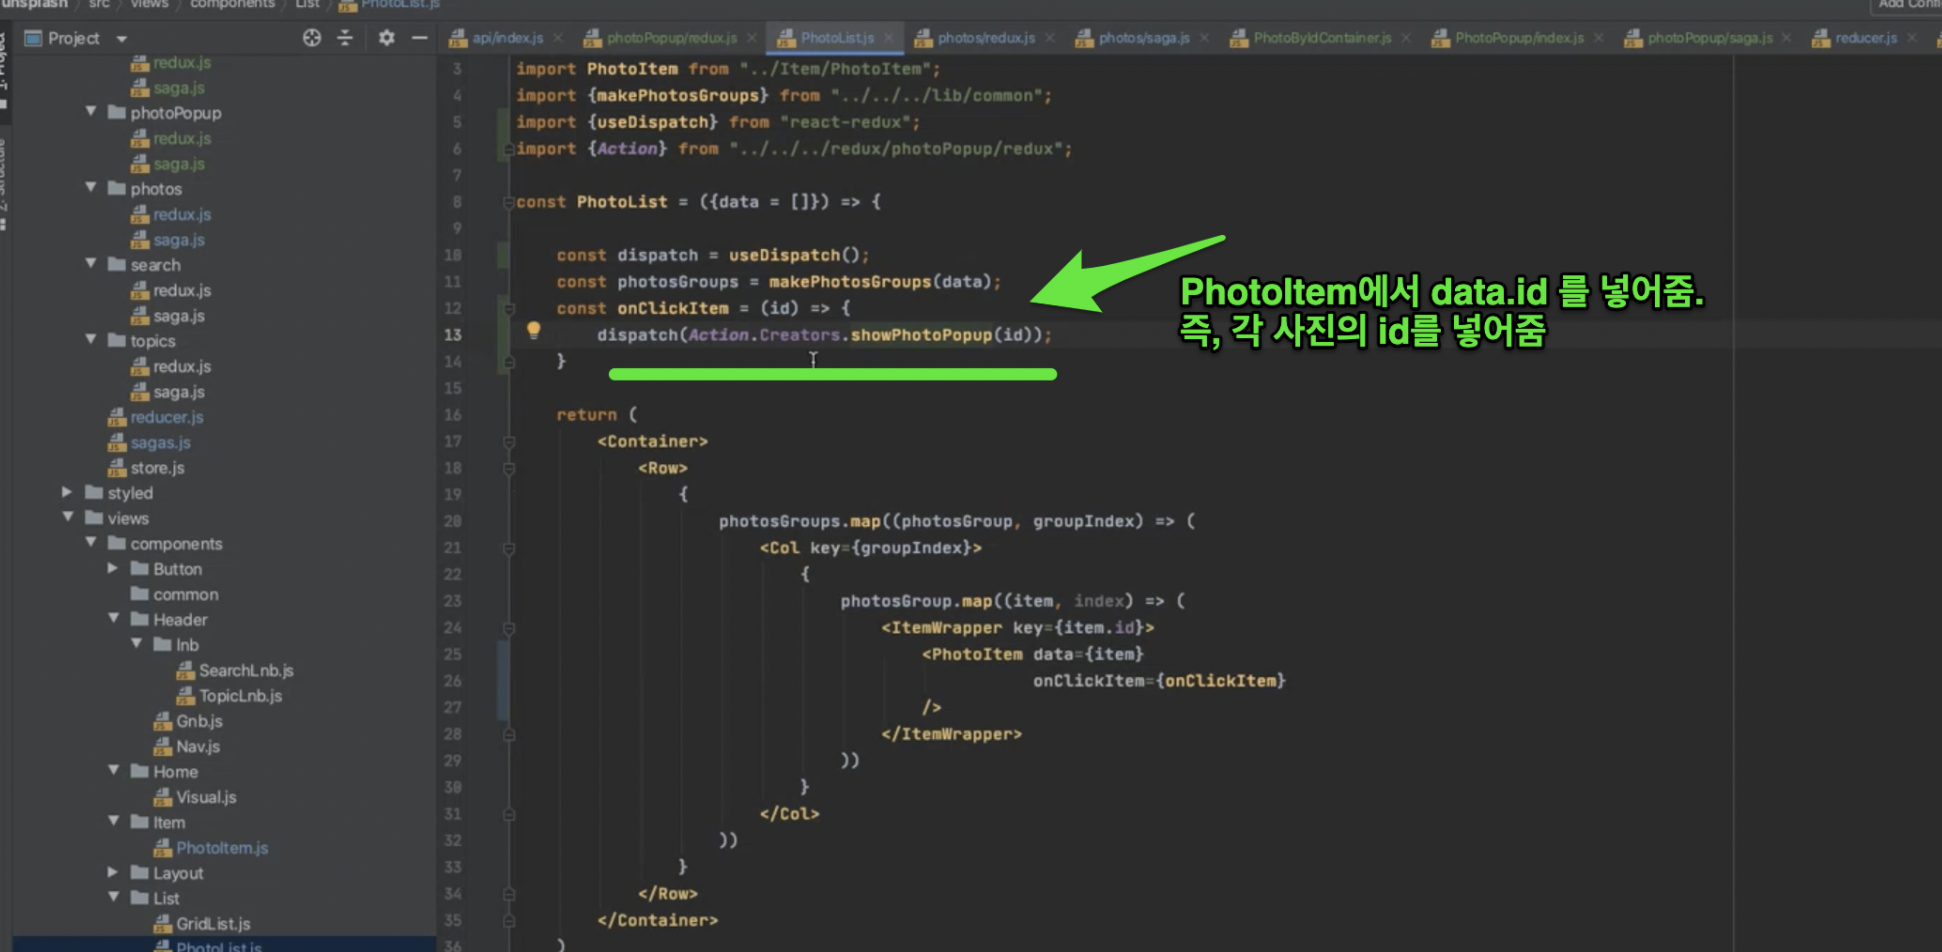 unsplash > src > views > components > List > PhotoList.js
Project
api/index.js photoPopup/redux.js PhotoList.js photos/redux.js photos/saga.js PhotoByIdContainer.js PhotoPopup/index.js photoPopup/saga.js reducer.js
redux.js
saga.js
photoPopup
redux.js
saga.js
photos
redux.js
saga.js
search
redux.js
saga.js
topics
redux.js
saga.js
reducer.js
sagas.js
store.js
styled
views
components
Button
common
Header
lnb
SearchLnb.js
TopicLnb.js
Gnb.js
Nav.js
Home
Visual.js
Item
PhotoItem.js
Layout
List
GridList.js
PhotoList.js
3 import PhotoItem from "../Item/PhotoItem";
4 import {makePhotosGroups} from "../../../lib/common";
5 import {useDispatch} from "react-redux";
6 import {Action} from "../../../redux/photoPopup/redux";
7
8 const PhotoList = ({data = []}) => {
9
10 const dispatch = useDispatch();
11 const photosGroups = makePhotosGroups(data);
12 const onClickItem = (id) => {
13 dispatch(Action.Creators.showPhotoPopup(id));
14 }
15
16 return (
17 <Container>
18 <Row>
19 {
20 photosGroups.map((photosGroup, groupIndex) => (
21 <Col key={groupIndex}>
22 {
23 photosGroup.map((item, index) => (
24 <ItemWrapper key={item.id}>
25 <PhotoItem data={item}
26 onClickItem={onClickItem}
27 />
28 </ItemWrapper>
29 ))
30 }
31 </Col>
32 ))
33 }
34 </Row>
35 </Container>
36 )
PhotoItem에서 data.id 를 넣어줌.
즉, 각 사진의 id를 넣어줌